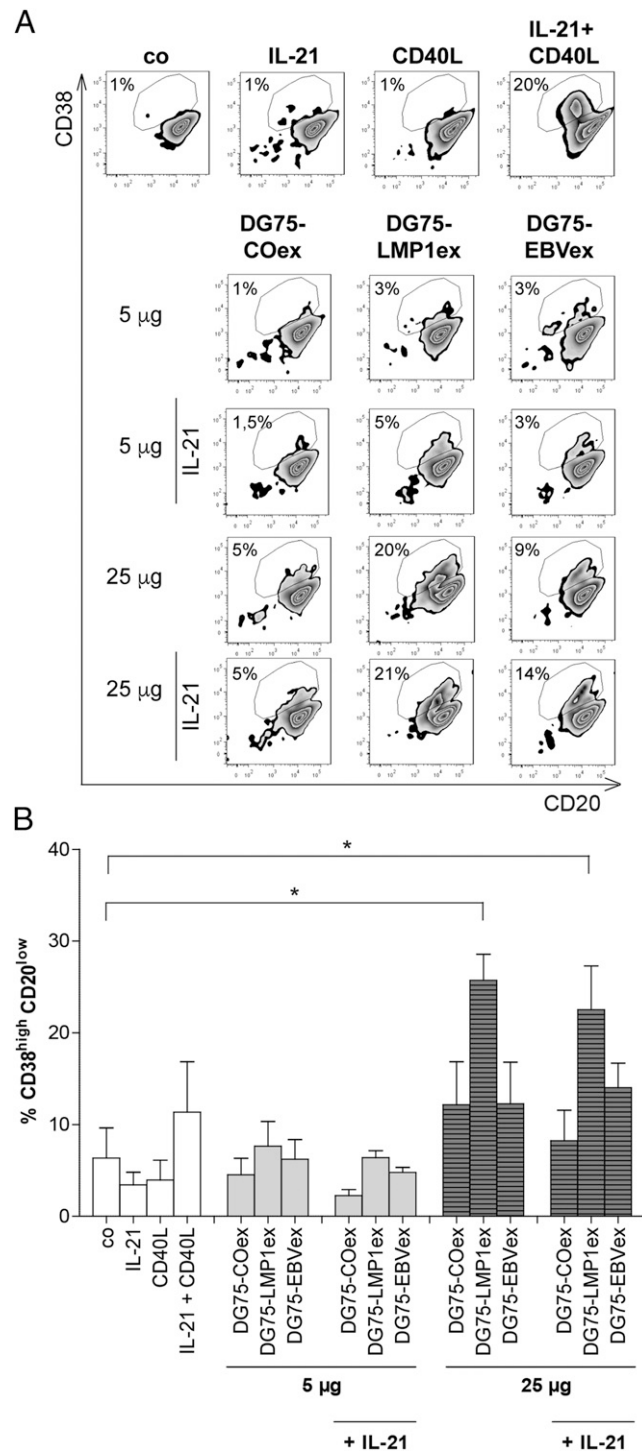 A
co IL-21 CD40L IL-21+
CD40L
CD38
1% 1% 1% 20%
DG75-
COex
DG75-
LMP1ex
DG75-
EBVex
5 µg
1% 3% 3%
5 µg IL-21
1,5% 5% 3%
25 µg
5% 20% 9%
25 µg IL-21
5% 21% 14%
CD20
B
% CD38high CD20low
40
30
20
10
0
*
*
co
IL-21
CD40L
IL-21 + CD40L
DG75-COex
DG75-LMP1ex
DG75-EBVex
DG75-COex
DG75-LMP1ex
DG75-EBVex
DG75-COex
DG75-LMP1ex
DG75-EBVex
DG75-COex
DG75-LMP1ex
DG75-EBVex
5 µg 25 µg
+ IL-21 + IL-21